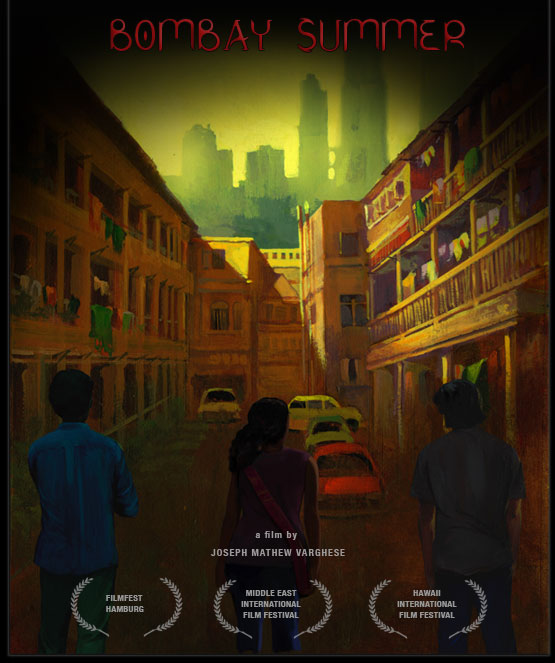 BOMBAY SUMMER
a film by
JOSEPH MATHEW VARGHESE
FILMFEST
HAMBURG
MIDDLE EAST
INTERNATIONAL
FILM FESTIVAL
HAWAII
INTERNATIONAL
FILM FESTIVAL